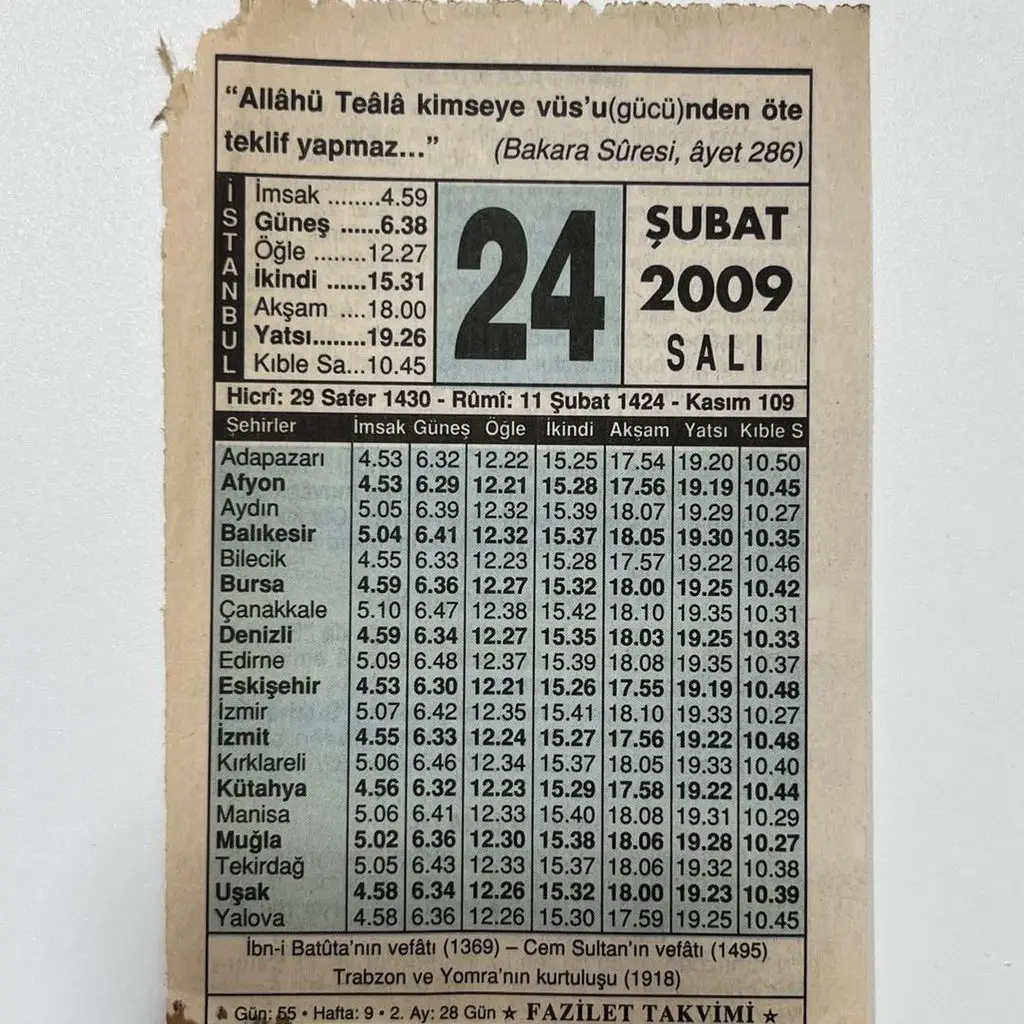 “Allâhü Teâlâ kimseye vüs’u(gücü)nden öte
teklif yapmaz...” (Bakara Sûresi, âyet 286)
İSTANBUL
İmsak ........4.59
Güneş ......6.38
Öğle ........12.27
İkindi ......15.31
Akşam ....18.00
Yatsı........19.26
Kıble Sa...10.45
24
ŞUBAT
2009
SALI
Hicrî: 29 Safer 1430 - Rûmî: 11 Şubat 1424 - Kasım 109
Şehirler İmsak Güneş Öğle İkindi Akşam Yatsı Kıble S
Adapazarı 4.53 6.32 12.22 15.25 17.54 19.20 10.50
Afyon 4.53 6.29 12.21 15.28 17.56 19.19 10.45
Aydın 5.05 6.39 12.32 15.39 18.07 19.29 10.27
Balıkesir 5.04 6.41 12.32 15.37 18.05 19.30 10.35
Bilecik 4.55 6.33 12.23 15.28 17.57 19.22 10.46
Bursa 4.59 6.36 12.27 15.32 18.00 19.25 10.42
Çanakkale 5.10 6.47 12.38 15.42 18.10 19.35 10.31
Denizli 4.59 6.34 12.27 15.35 18.03 19.25 10.33
Edirne 5.09 6.48 12.37 15.39 18.08 19.35 10.37
Eskişehir 4.53 6.30 12.21 15.26 17.55 19.19 10.48
İzmir 5.07 6.42 12.35 15.41 18.10 19.33 10.27
İzmit 4.55 6.33 12.24 15.27 17.56 19.22 10.48
Kırklareli 5.06 6.46 12.34 15.37 18.05 19.33 10.40
Kütahya 4.56 6.32 12.23 15.29 17.58 19.22 10.44
Manisa 5.06 6.41 12.33 15.40 18.08 19.31 10.29
Muğla 5.02 6.36 12.30 15.38 18.06 19.28 10.27
Tekirdağ 5.05 6.43 12.33 15.37 18.06 19.32 10.38
Uşak 4.58 6.34 12.26 15.32 18.00 19.23 10.39
Yalova 4.58 6.36 12.26 15.30 17.59 19.25 10.45
İbn-i Batûta’nın vefâtı (1369) – Cem Sultan’ın vefâtı (1495)
Trabzon ve Yomra’nın kurtuluşu (1918)
Gün: 55 • Hafta: 9 • 2. Ay: 28 Gün ★ FAZİLET TAKVİMİ ★